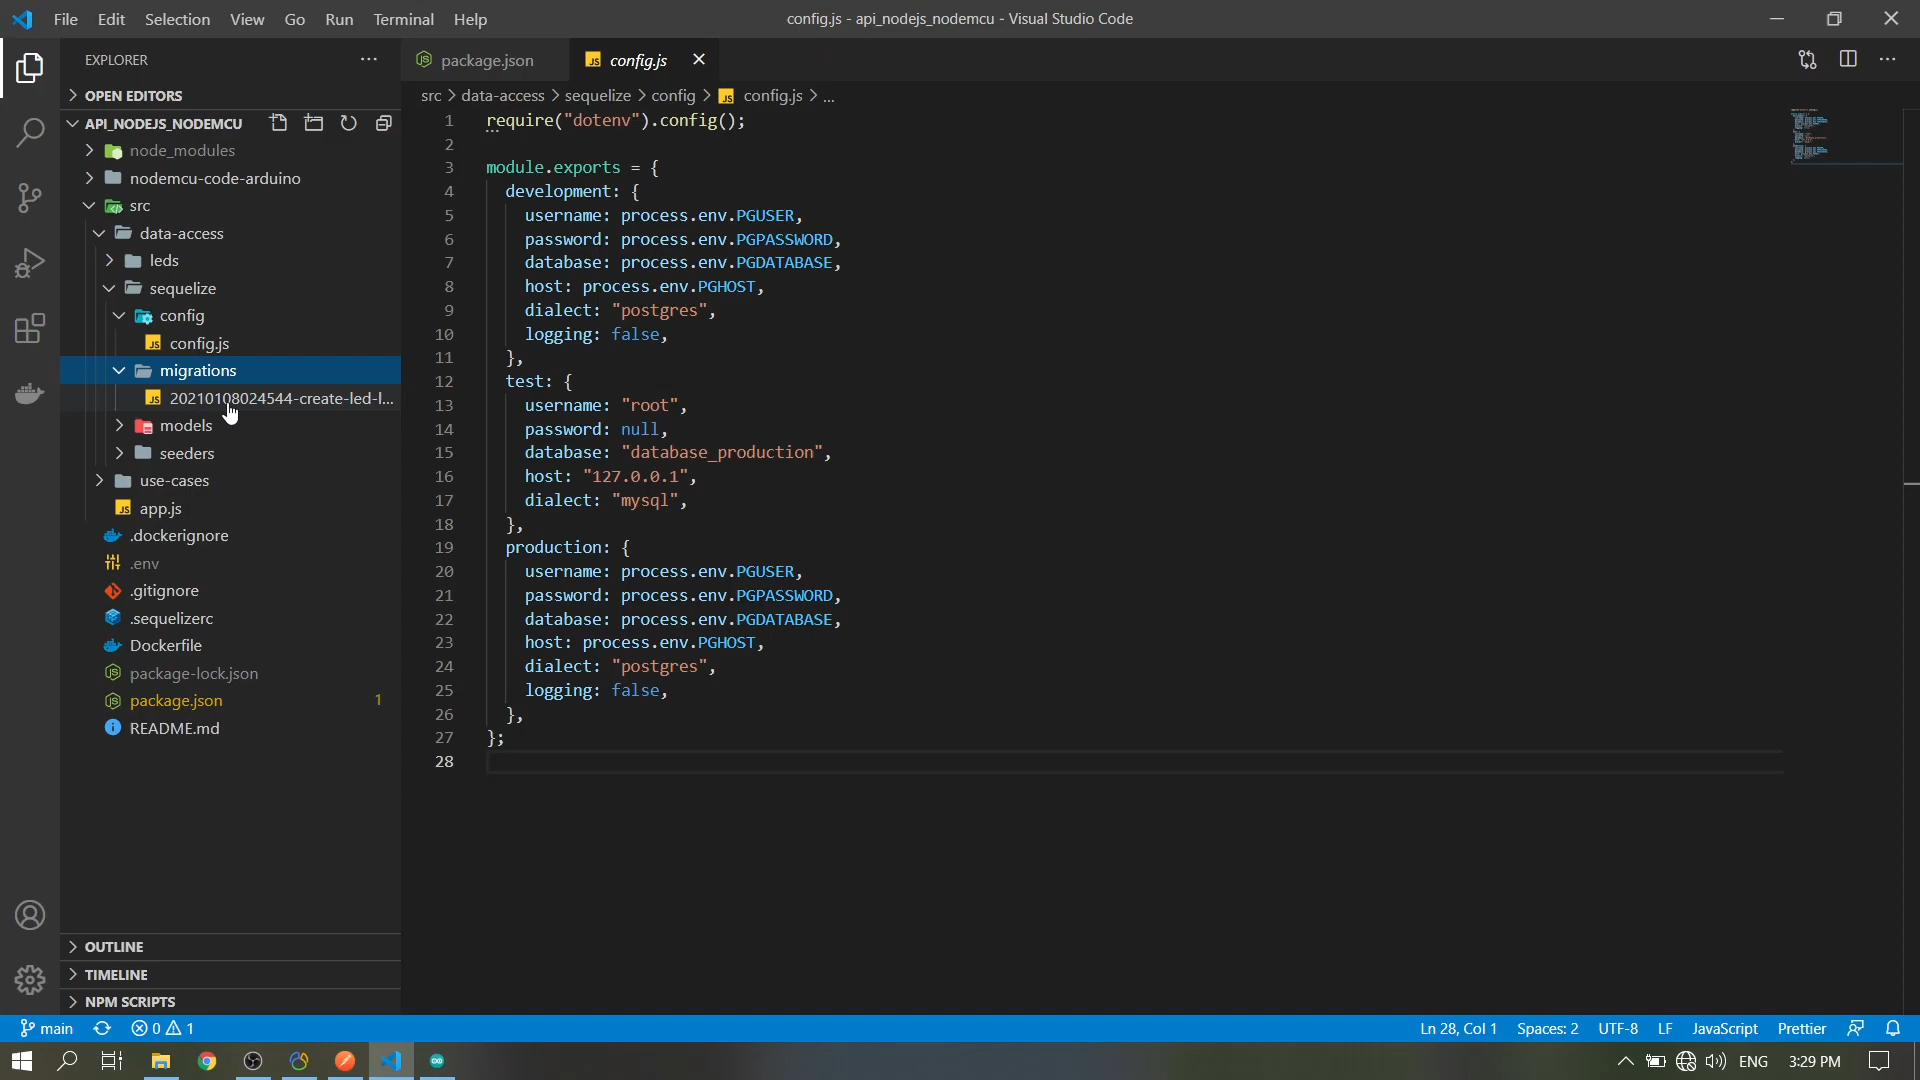 File Edit Selection View Go Run Terminal Help
config.js - api_nodejs_nodemcu - Visual Studio Code
EXPLORER
OPEN EDITORS
API_NODEJS_NODEMCU
node_modules
nodemcu-code-arduino
src
data-access
leds
sequelize
config
JS config.js
migrations
JS 20210108024544-create-led-l...
models
seeders
use-cases
JS app.js
.dockerignore
.env
.gitignore
.sequelizerc
Dockerfile
package-lock.json
package.json 1
README.md
OUTLINE
TIMELINE
NPM SCRIPTS
package.json
JS config.js
src > data-access > sequelize > config > JS config.js > ...
1 require("dotenv").config();
2
3 module.exports = {
4 development: {
5 username: process.env.PGUSER,
6 password: process.env.PGPASSWORD,
7 database: process.env.PGDATABASE,
8 host: process.env.PGHOST,
9 dialect: "postgres",
10 logging: false,
11 },
12 test: {
13 username: "root",
14 password: null,
15 database: "database_production",
16 host: "127.0.0.1",
17 dialect: "mysql",
18 },
19 production: {
20 username: process.env.PGUSER,
21 password: process.env.PGPASSWORD,
22 database: process.env.PGDATABASE,
23 host: process.env.PGHOST,
24 dialect: "postgres",
25 logging: false,
26 },
27 };
28
main 0 1
Ln 28, Col 1 Spaces: 2 UTF-8 LF JavaScript Prettier
ENG 3:29 PM